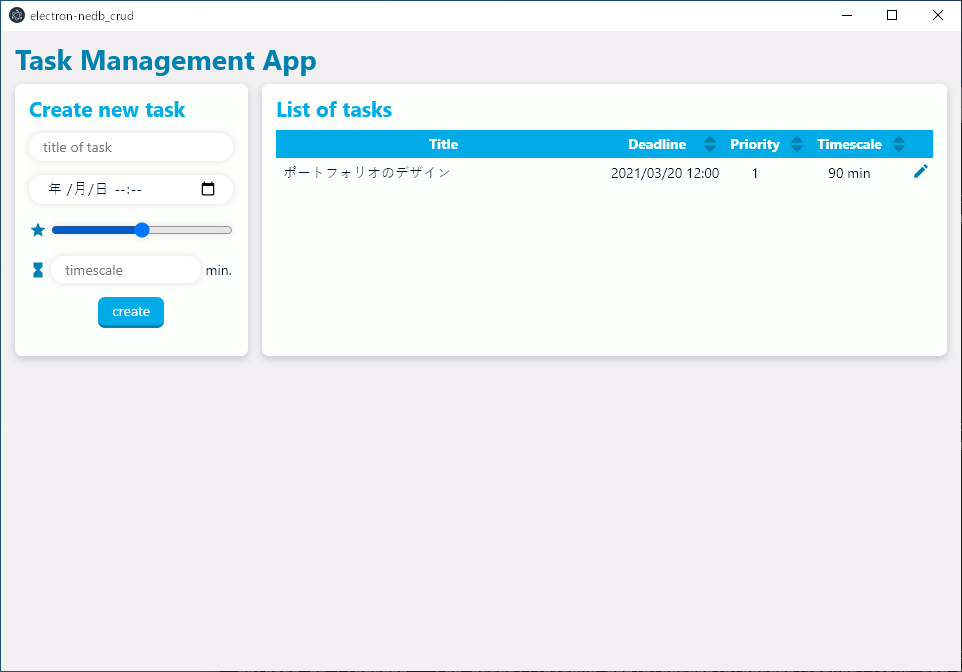 electron-nedb_crud
Task Management App
Create new task
title of task
年 /月/日 --:--
timescale
min.
create
List of tasks
Title Deadline Priority Timescale
ポートフォリオのデザイン 2021/03/20 12:00 1 90 min